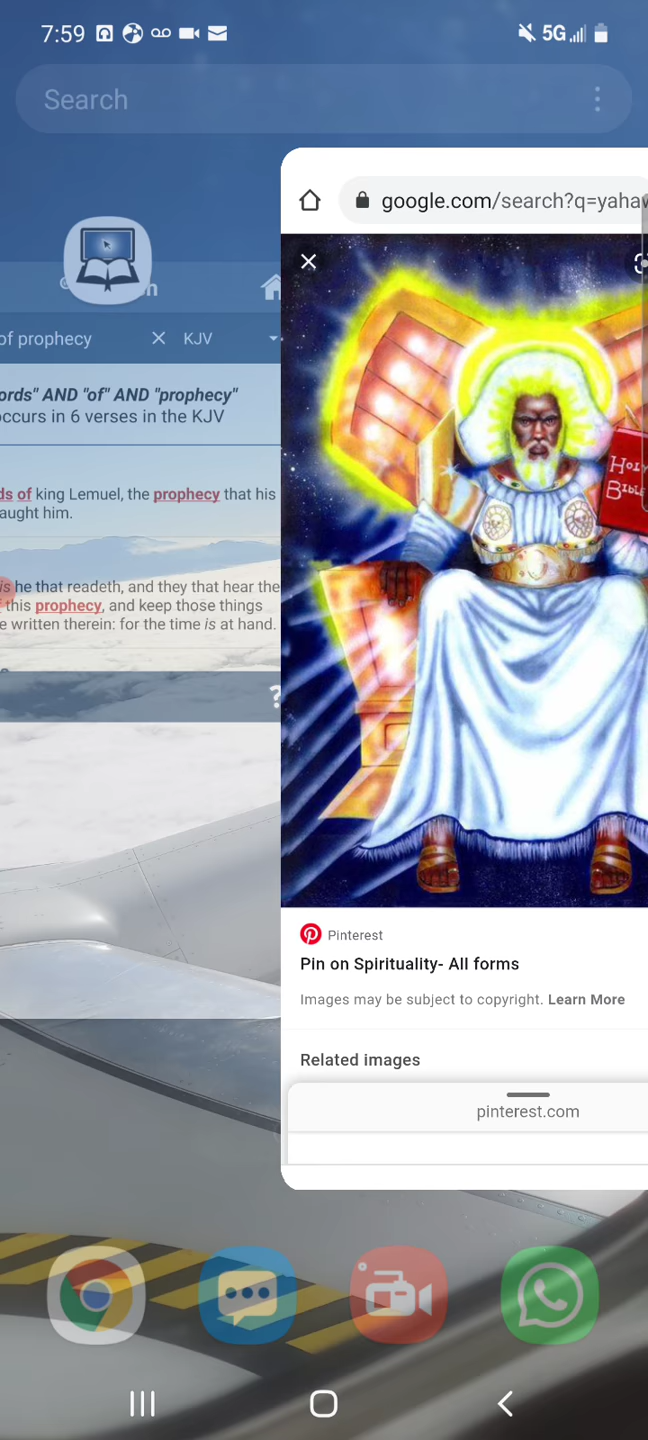 7:59
5G
Search
google.com/search?q=yahaw
of prophecy × KJV
ords" AND "of" AND "prophecy"
occurs in 6 verses in the KJV
ds of king Lemuel, the prophecy that his
aught him.
is he that readeth, and they that hear the
this prophecy, and keep those things
e written therein: for the time is at hand.
?
HOLY
BIBLE
Pinterest
Pin on Spirituality- All forms
Images may be subject to copyright. Learn More
Related images
pinterest.com